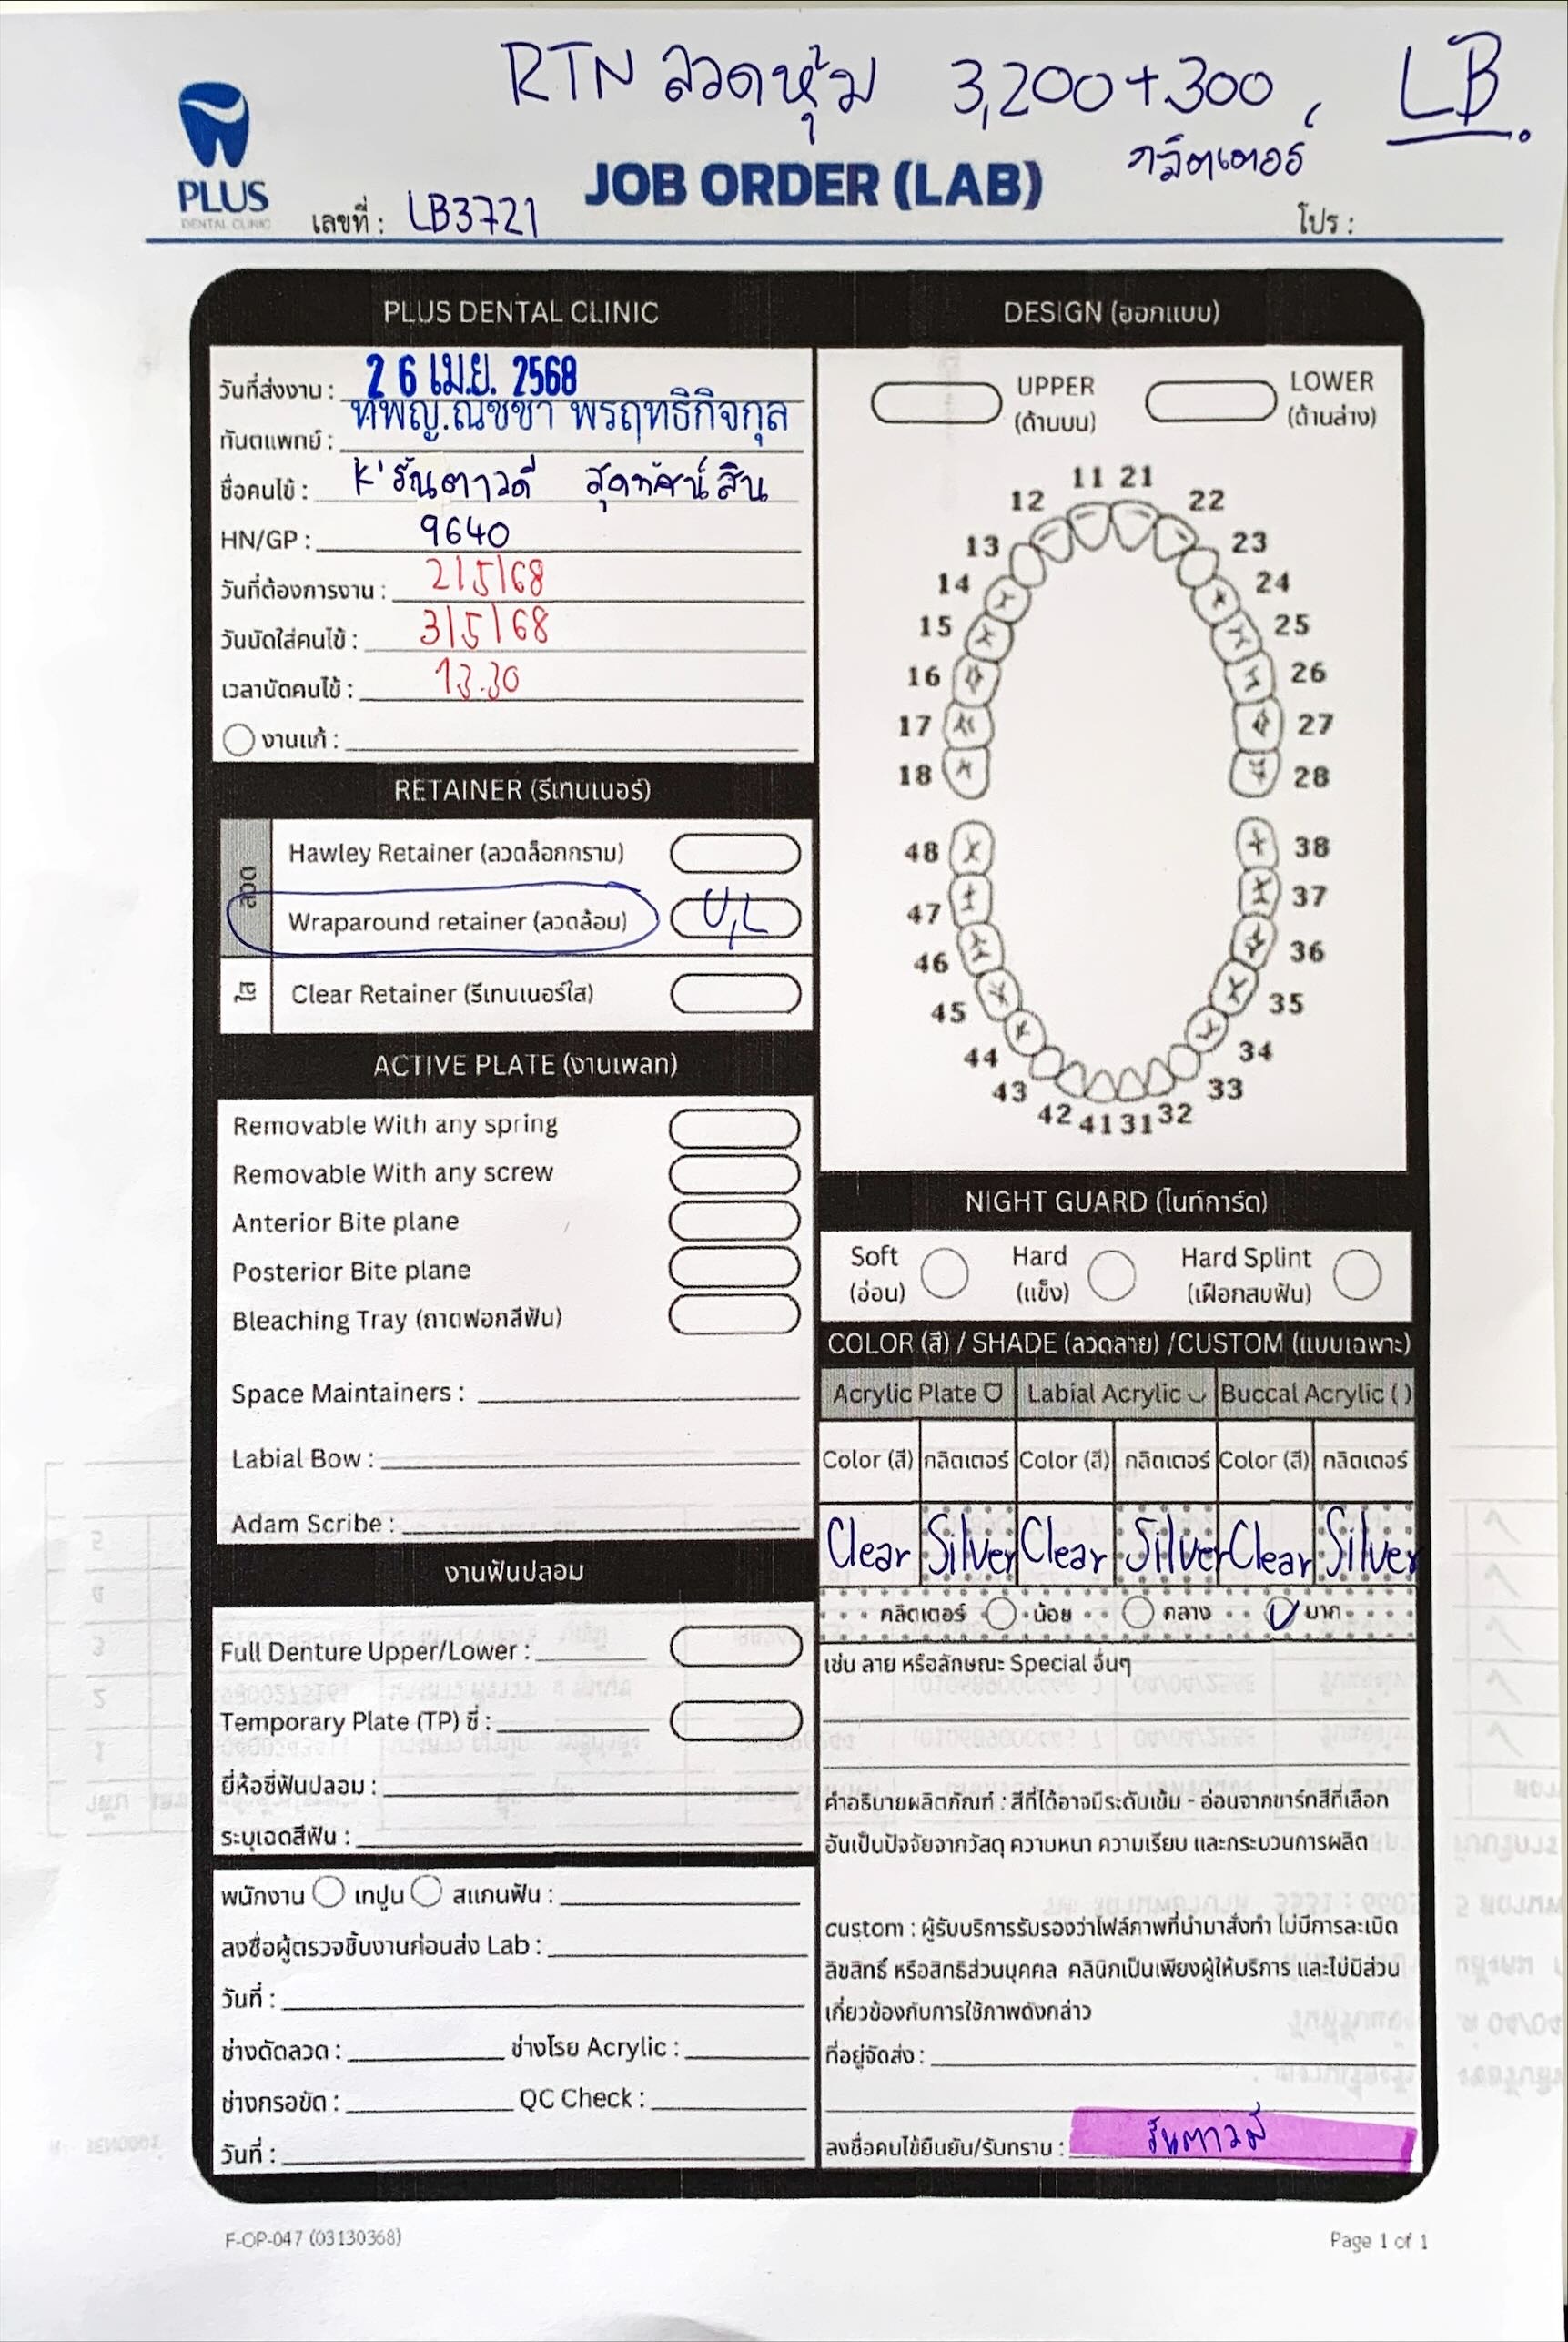 RTN ลวดหุ้ม 3,200+300, LB
กลิตเตอร์
PLUS
DENTAL CLINIC
JOB ORDER (LAB)
เลขที่ : LB3721
โปร :
PLUS DENTAL CLINIC
วันที่ส่งงาน : 26 เม.ย. 2568
ทันตแพทย์ : ทพญ.ณัชชา พรฤทธิกิจกุล
ชื่อคนไข้ : K'รันตาวดี สุดทัศน์สิน
HN/GP : 9640
วันที่ต้องการงาน : 2/5/68
วันนัดใส่คนไข้ : 3/5/68
เวลานัดคนไข้ : 13.30
งานแก้ :
RETAINER (รีเทนเนอร์)
ลวด
Hawley Retainer (ลวดล็อกกราม)
Wraparound retainer (ลวดล้อม) U,L
ใส
Clear Retainer (รีเทนเนอร์ใส)
ACTIVE PLATE (งานเพลท)
Removable With any spring
Removable With any screw
Anterior Bite plane
Posterior Bite plane
Bleaching Tray (ถาดฟอกสีฟัน)
Space Maintainers :
Labial Bow :
Adam Scribe :
งานฟันปลอม
Full Denture Upper/Lower :
Temporary Plate (TP) ซี่ :
ยี่ห้อซี่ฟันปลอม :
ระบุเฉดสีฟัน :
พนักงาน เทปูน สแกนฟัน :
ลงชื่อผู้ตรวจชิ้นงานก่อนส่ง Lab :
วันที่ :
ช่างดัดลวด : ช่างโรย Acrylic :
ช่างกรอขัด : QC Check :
วันที่ :
DESIGN (ออกแบบ)
UPPER LOWER
(ด้านบน) (ด้านล่าง)
11 21
12 22
13 23
14 24
15 25
16 26
17 27
18 28
48 38
47 37
46 36
45 35
44 34
43 33
42 41 31 32
NIGHT GUARD (ไนท์การ์ด)
Soft Hard Hard Splint
(อ่อน) (แข็ง) (เฝือกสบฟัน)
COLOR (สี) / SHADE (ลวดลาย) /CUSTOM (แบบเฉพาะ)
Acrylic Plate Labial Acrylic Buccal Acrylic ( )
Color (สี) กลิตเตอร์ Color (สี) กลิตเตอร์ Color (สี) กลิตเตอร์
Clear Silver Clear Silver Clear Silver
กลิตเตอร์ น้อย กลาง มาก
เช่น ลาย หรือลักษณะ Special อื่นๆ
คำอธิบายผลิตภัณฑ์ : สีที่ได้อาจมีระดับเข้ม - อ่อนจากชาร์กสีที่เลือก
อันเป็นปัจจัยจากวัสดุ ความหนา ความเรียบ และกระบวนการผลิต
custom : ผู้รับบริการรับรองว่าไฟล์ภาพที่นำมาสั่งทำ ไม่มีการละเมิด
ลิขสิทธิ์ หรือสิทธิส่วนบุคคล คลินิกเป็นเพียงผู้ให้บริการ และไม่มีส่วน
เกี่ยวข้องกับการใช้ภาพดังกล่าว
ที่อยู่จัดส่ง :
ลงชื่อคนไข้ยืนยัน/รับทราบ : รันตาวดี
F-OP-047 (03130368)
Page 1 of 1